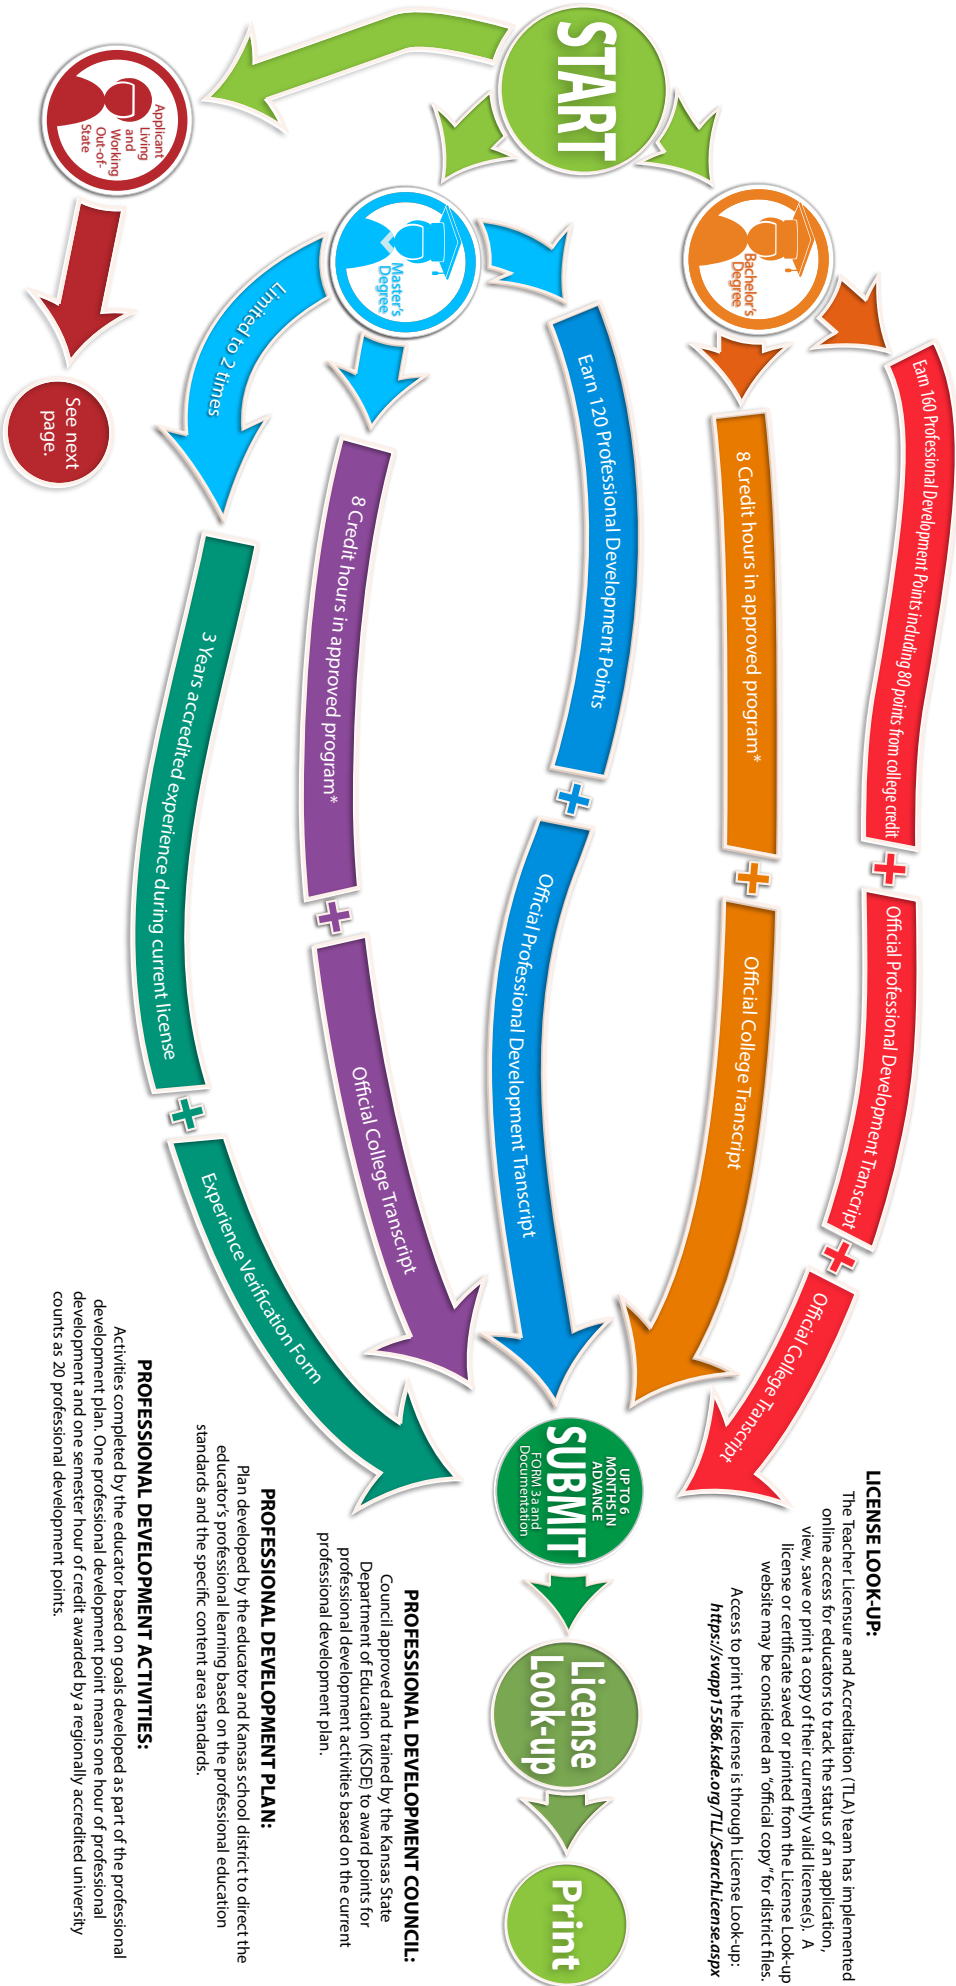 START
Bachelor's
Degree
Earn 160 Professional Development Points including 80 points from college credit
+
Official Professional Development Transcript
+
Official College Transcript
8 Credit hours in approved program*
+
Official College Transcript
Master's
Degree
Earn 120 Professional Development Points
+
Official Professional Development Transcript
8 Credit hours in approved program*
+
Official College Transcript
Limited to 2 times
3 Years accredited experience during current license
+
Experience Verification Form
Applicant
Living
and
Working
Out-of-
State
See next
page.
UP TO 6
MONTHS IN
ADVANCE
SUBMIT
FORM 3a and
Documentation
License
Look-up
Print
LICENSE LOOK-UP:
The Teacher Licensure and Accreditation (TLA) team has implemented
online access for educators to track the status of an application,
view, save or print a copy of their currently valid license(s). A
license or certificate saved or printed from the License Look-up
website may be considered an "official copy" for district files.
Access to print the license is through License Look-up:
https://svapp15586.ksde.org/TLL/SearchLicense.aspx
PROFESSIONAL DEVELOPMENT COUNCIL:
Council approved and trained by the Kansas State
Department of Education (KSDE) to award points for
professional development activities based on the current
professional development plan.
PROFESSIONAL DEVELOPMENT PLAN:
Plan developed by the educator and Kansas school district to direct the
educator's professional learning based on the professional education
standards and the specific content area standards.
PROFESSIONAL DEVELOPMENT ACTIVITIES:
Activities completed by the educator based on goals developed as part of the professional
development plan. One professional development point means one hour of professional
development and one semester hour of credit awarded by a regionally accredited university
counts as 20 professional development points.